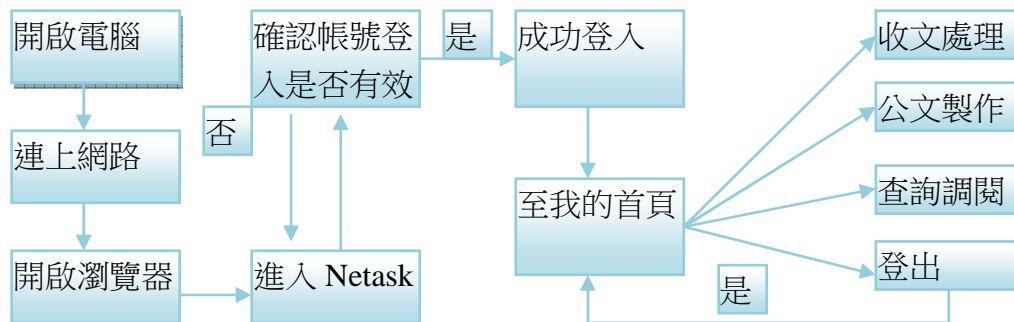 開啟電腦
確認帳號登
入是否有效
是
成功登入
收文處理
公文製作
否
連上網路
至我的首頁
查詢調閱
開啟瀏覽器
進入 Netask
是
登出